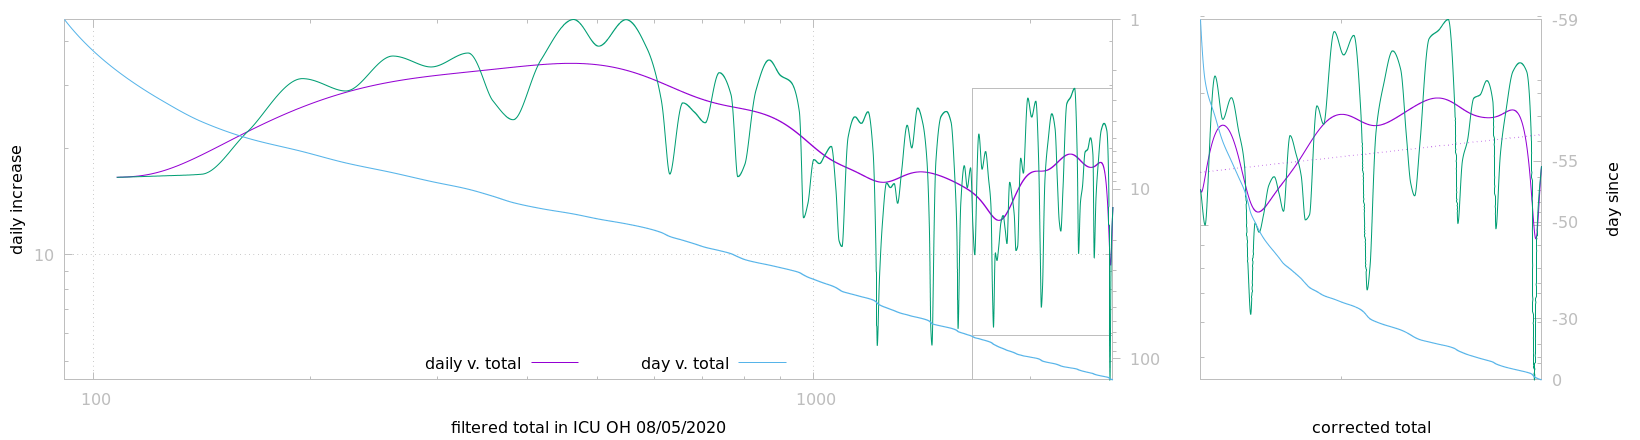 daily increase
10
100
1000
daily v. total
day v. total
1
10
100
filtered total in ICU OH 08/05/2020
-59
-55
-50
-30
0
day since
corrected total